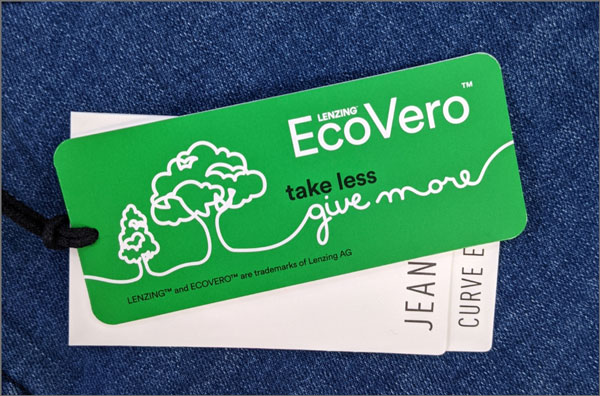 LENZING™
EcoVero™
take less
give more
LENZING™ and ECOVERO™ are trademarks of Lenzing AG
JEAN
CURVE E